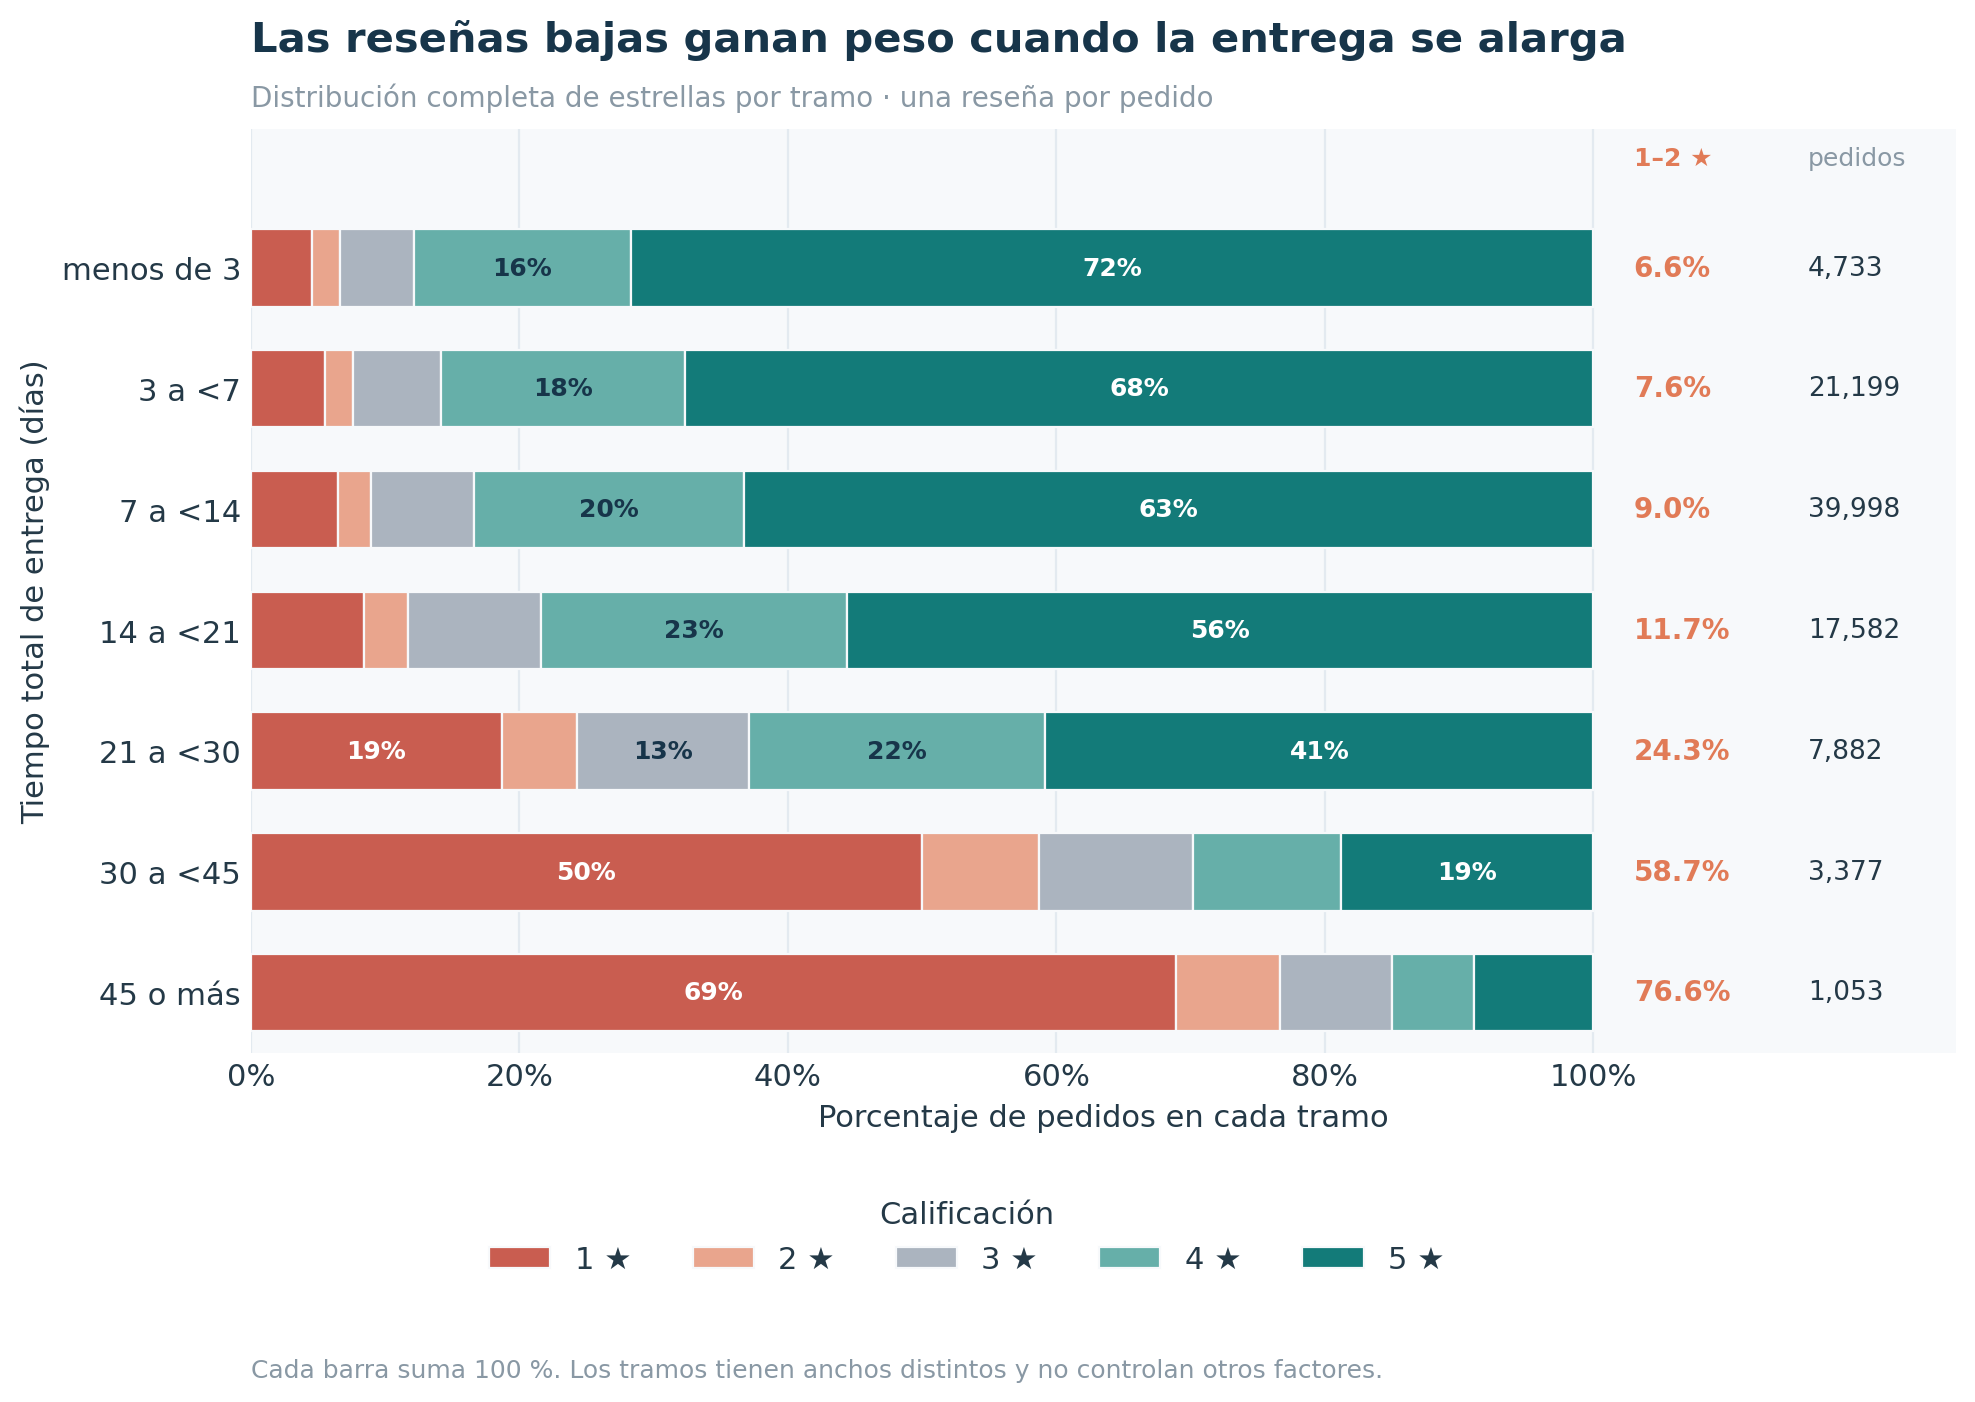 Las reseñas bajas ganan peso cuando la entrega se alarga
Distribución completa de estrellas por tramo · una reseña por pedido
1–2 ★ pedidos
menos de 3 16% 72% 6.6% 4,733
3 a <7 18% 68% 7.6% 21,199
7 a <14 20% 63% 9.0% 39,998
14 a <21 23% 56% 11.7% 17,582
21 a <30 19% 13% 22% 41% 24.3% 7,882
30 a <45 50% 19% 58.7% 3,377
45 o más 69% 76.6% 1,053
Tiempo total de entrega (días)
0% 20% 40% 60% 80% 100%
Porcentaje de pedidos en cada tramo
Calificación
1 ★ 2 ★ 3 ★ 4 ★ 5 ★
Cada barra suma 100 %. Los tramos tienen anchos distintos y no controlan otros factores.